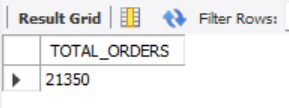 Result Grid Filter Rows:
TOTAL_ORDERS
21350